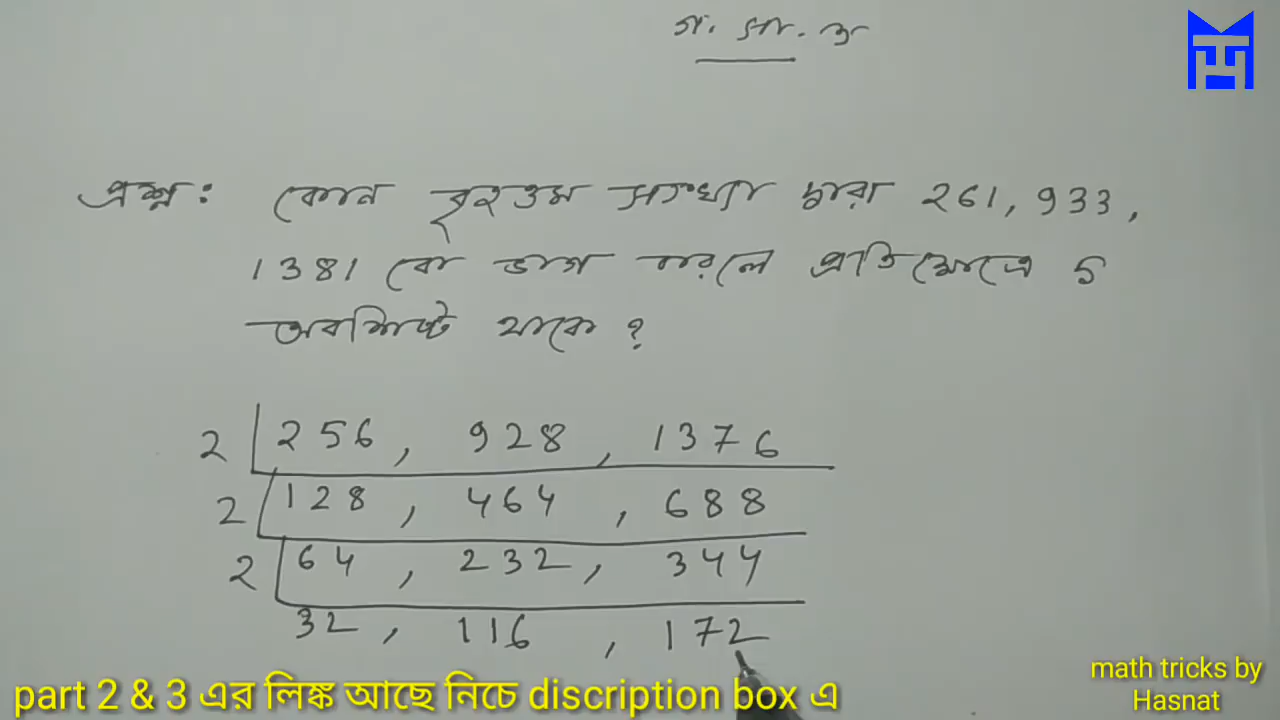 গ. সা. গু
প্রশ্ন: কোন বৃহত্তম সংখ্যা দ্বারা 261, 933,
1381 কে ভাগ করলে প্রতিক্ষেত্রে 5
অবশিষ্ট থাকে ?
2 256, 928, 1376
2 128, 464, 688
2 64, 232, 344
32, 116, 172
part 2 & 3 এর লিঙ্ক আছে নিচে discription box এ
math tricks by
Hasnat